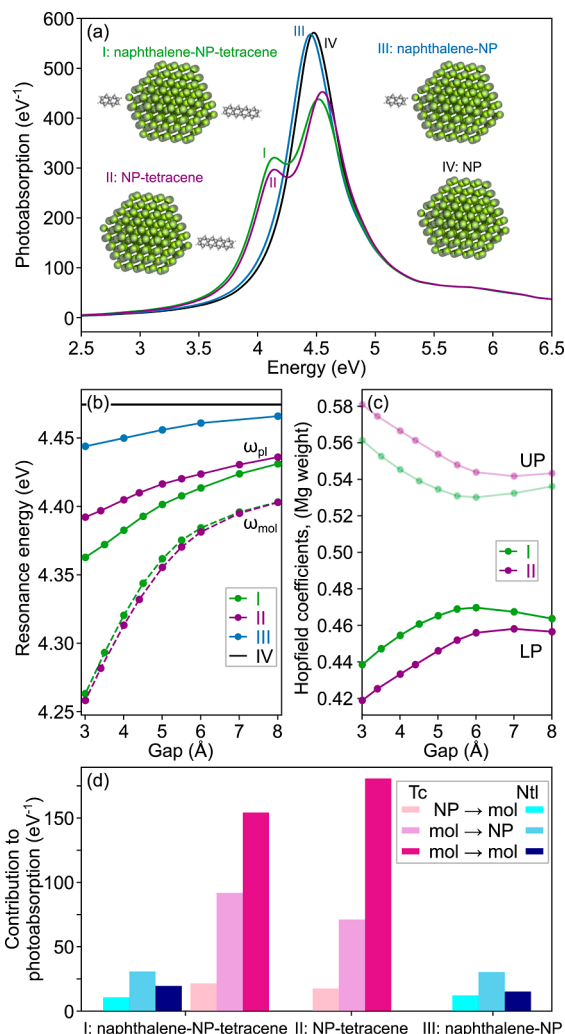 (a)
600
500
400
300
200
100
0
Photoabsorption (eV-1)
I: naphthalene-NP-tetracene
III
IV
III: naphthalene-NP
I
II
II: NP-tetracene
IV: NP
2.5 3 3.5 4 4.5 5 5.5 6 6.5
Energy (eV)
(b)
4.45
4.40
4.35
4.30
4.25
Resonance energy (eV)
ωpl
ωmol
I
II
III
IV
3 4 5 6 7 8
Gap (Å)
(c)
0.58
0.56
0.54
0.52
0.50
0.48
0.46
0.44
0.42
Hopfield coefficients, (Mg weight)
UP
I
II
LP
3 4 5 6 7 8
Gap (Å)
(d)
150
100
50
0
Contribution to
photoabsorption (eV-1)
Tc Ntl
NP → mol
mol → NP
mol → mol
I: naphthalene-NP-tetracene II: NP-tetracene III: naphthalene-NP